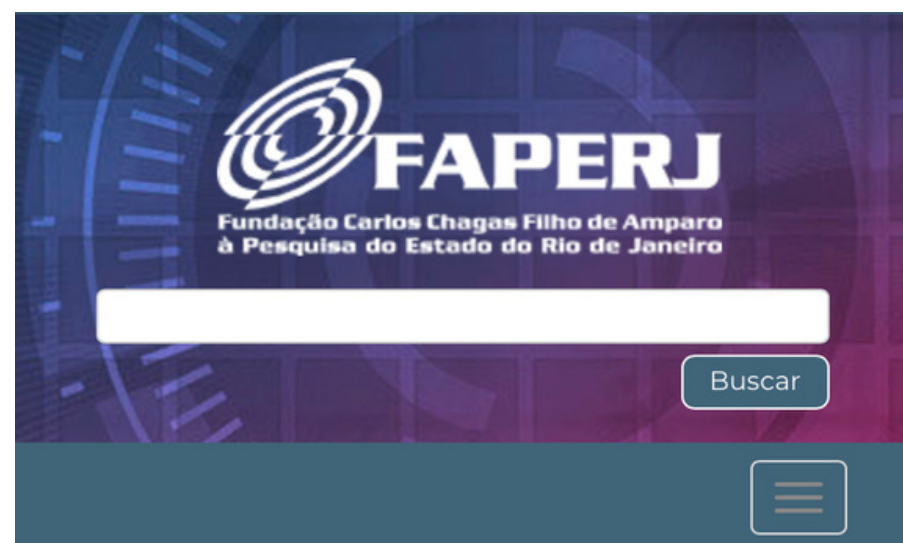 FAPERJ
Fundação Carlos Chagas Filho de Amparo
à Pesquisa do Estado do Rio de Janeiro
Buscar